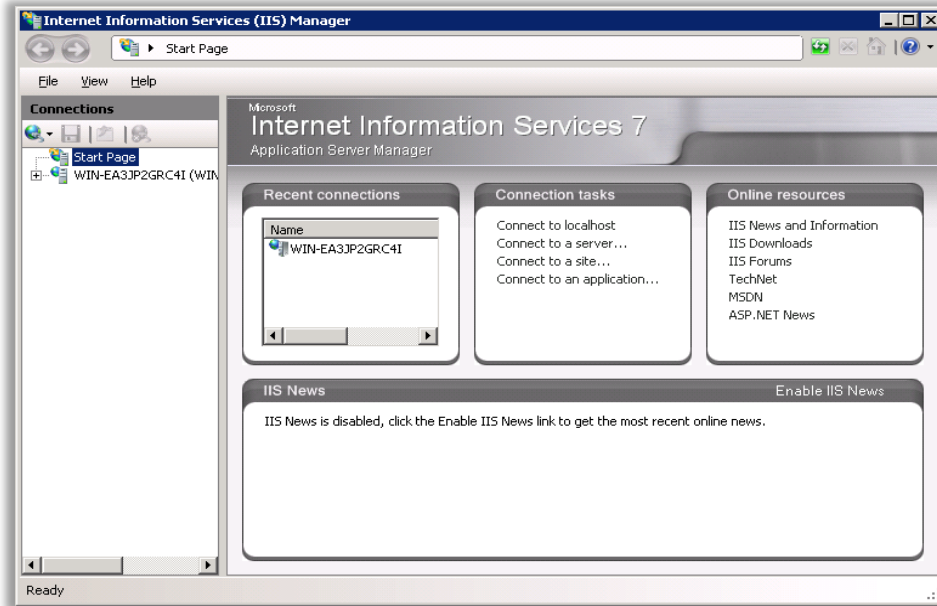 Internet Information Services (IIS) Manager
Start Page
File View Help
Connections
Start Page
WIN-EA3JP2GRC4I (WIN
Microsoft
Internet Information Services 7
Application Server Manager
Recent connections
Name
WIN-EA3JP2GRC4I
Connection tasks
Connect to localhost
Connect to a server...
Connect to a site...
Connect to an application...
Online resources
IIS News and Information
IIS Downloads
IIS Forums
TechNet
MSDN
ASP.NET News
IIS News
Enable IIS News
IIS News is disabled, click the Enable IIS News link to get the most recent online news.
Ready